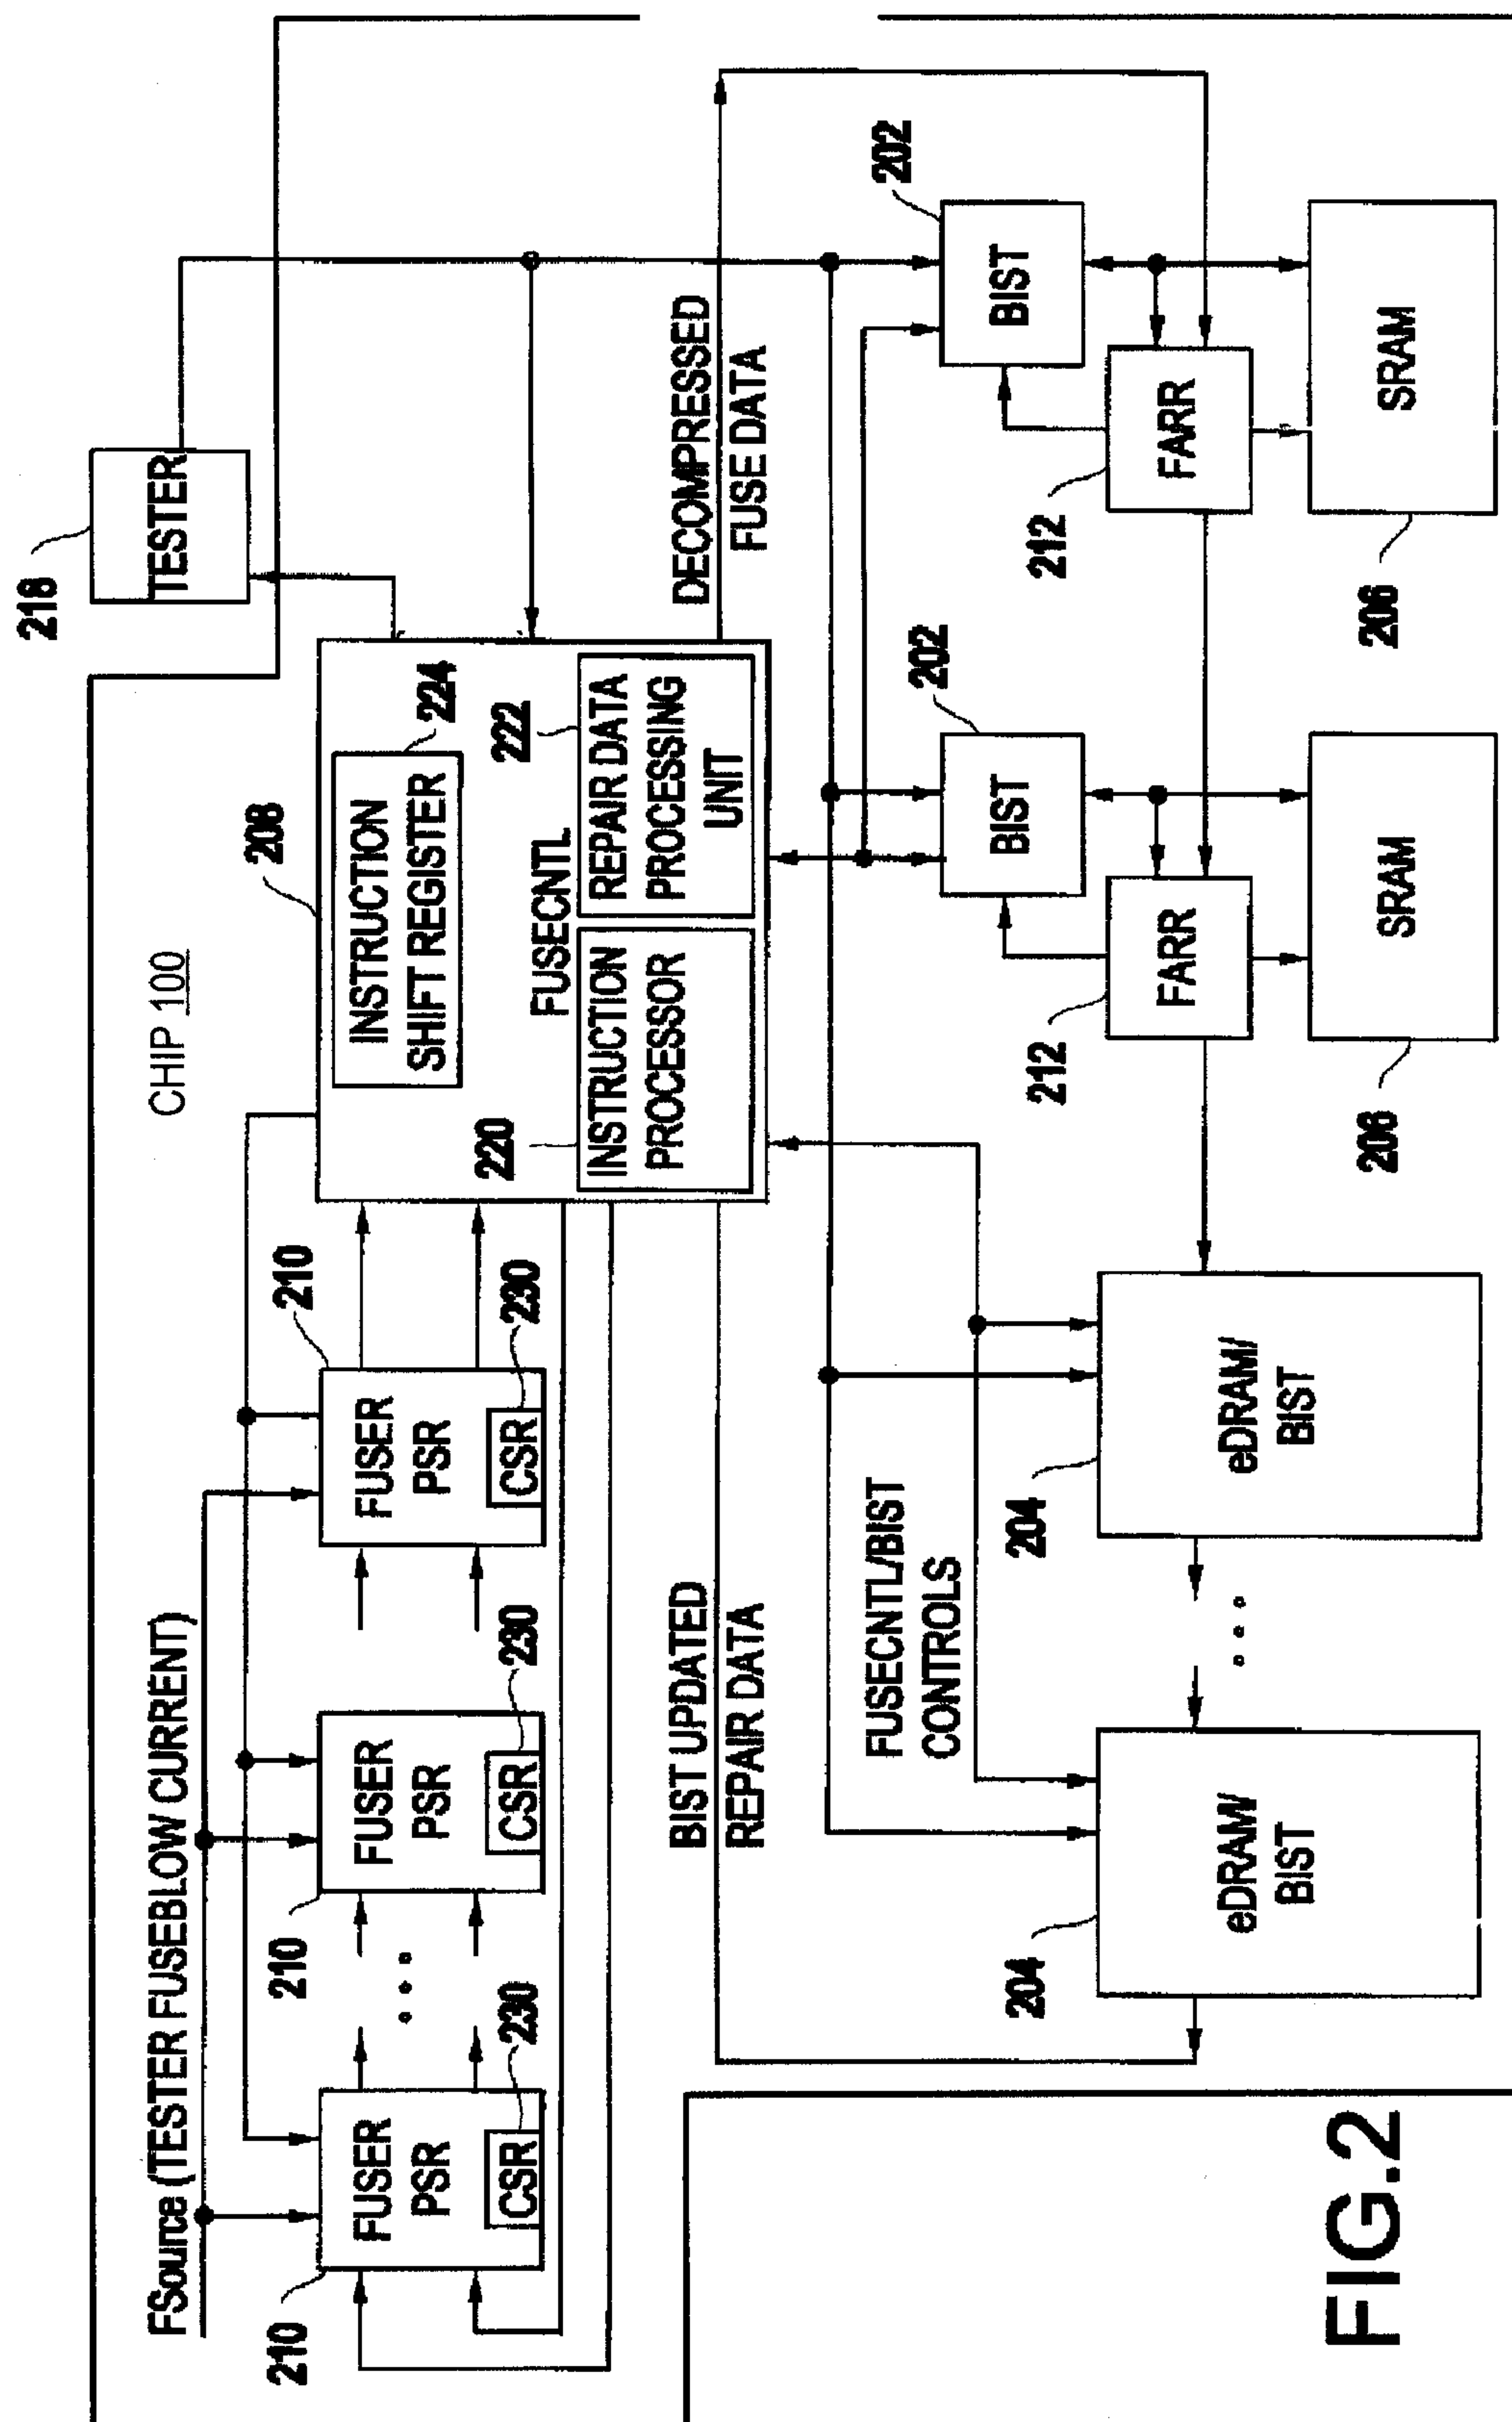 218
TESTER
CHIP 100
FSource (TESTER FUSEBLOW CURRENT)
210
FUSER
PSR
CSR
230
210
FUSER
PSR
CSR
230
210
FUSER
PSR
CSR
230
208
INSTRUCTION
SHIFT REGISTER
224
FUSECNTL
220
INSTRUCTION
PROCESSOR
222
REPAIR DATA
PROCESSING
UNIT
BIST UPDATED
REPAIR DATA
DECOMPRESSED
FUSE DATA
FUSECNTL/BIST
CONTROLS
204
eDRAM/
BIST
204
eDRAM/
BIST
202
BIST
212
FARR
206
SRAM
202
BIST
212
FARR
206
SRAM
FIG.2